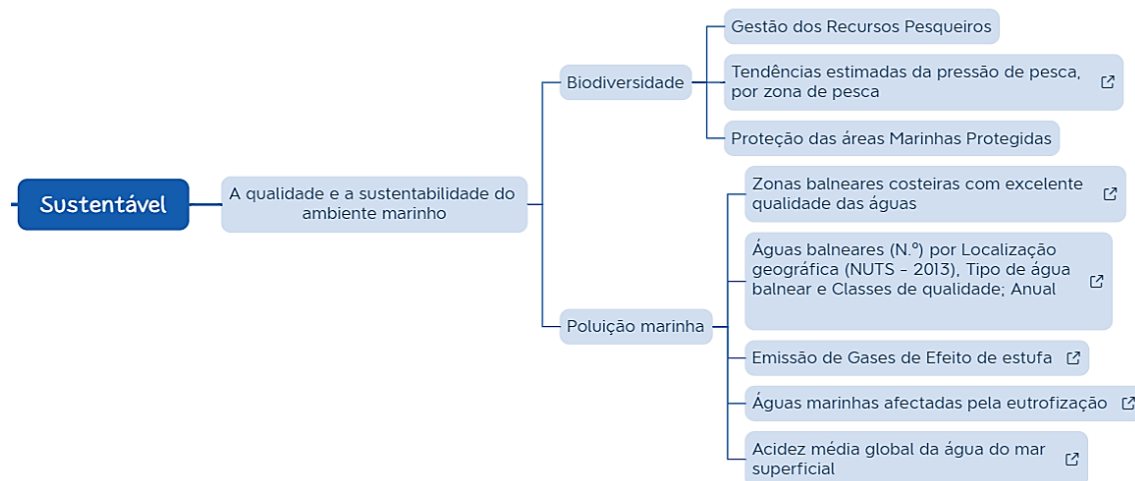 Sustentável
A qualidade e a sustentabilidade do
ambiente marinho
Biodiversidade
Gestão dos Recursos Pesqueiros
Tendências estimadas da pressão de pesca,
por zona de pesca
Proteção das áreas Marinhas Protegidas
Poluição marinha
Zonas balneares costeiras com excelente
qualidade das águas
Águas balneares (N.º) por Localização
geográfica (NUTS - 2013), Tipo de água
balnear e Classes de qualidade; Anual
Emissão de Gases de Efeito de estufa
Águas marinhas afectadas pela eutrofização
Acidez média global da água do mar
superficial